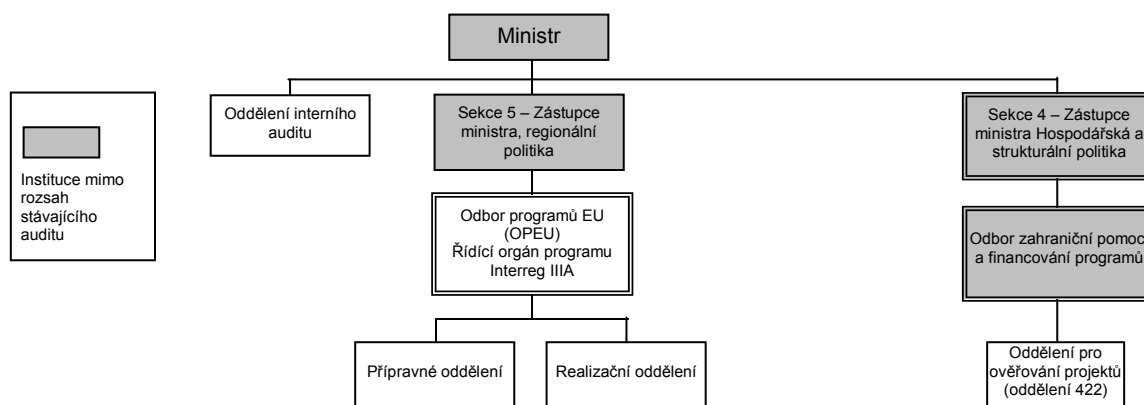 Ministr
Oddělení interního
auditu
Sekce 5 – Zástupce
ministra, regionální
politika
Sekce 4 – Zástupce
ministra Hospodářská a
strukturální politika
Instituce mimo
rozsah
stávajícího
auditu
Odbor programů EU
(OPEU)
Řídící orgán programu
Interreg IIIA
Odbor zahraniční pomoc
a financování programů
Přípravné oddělení
Realizační oddělení
Oddělení pro
ověřování projektů
(oddělení 422)